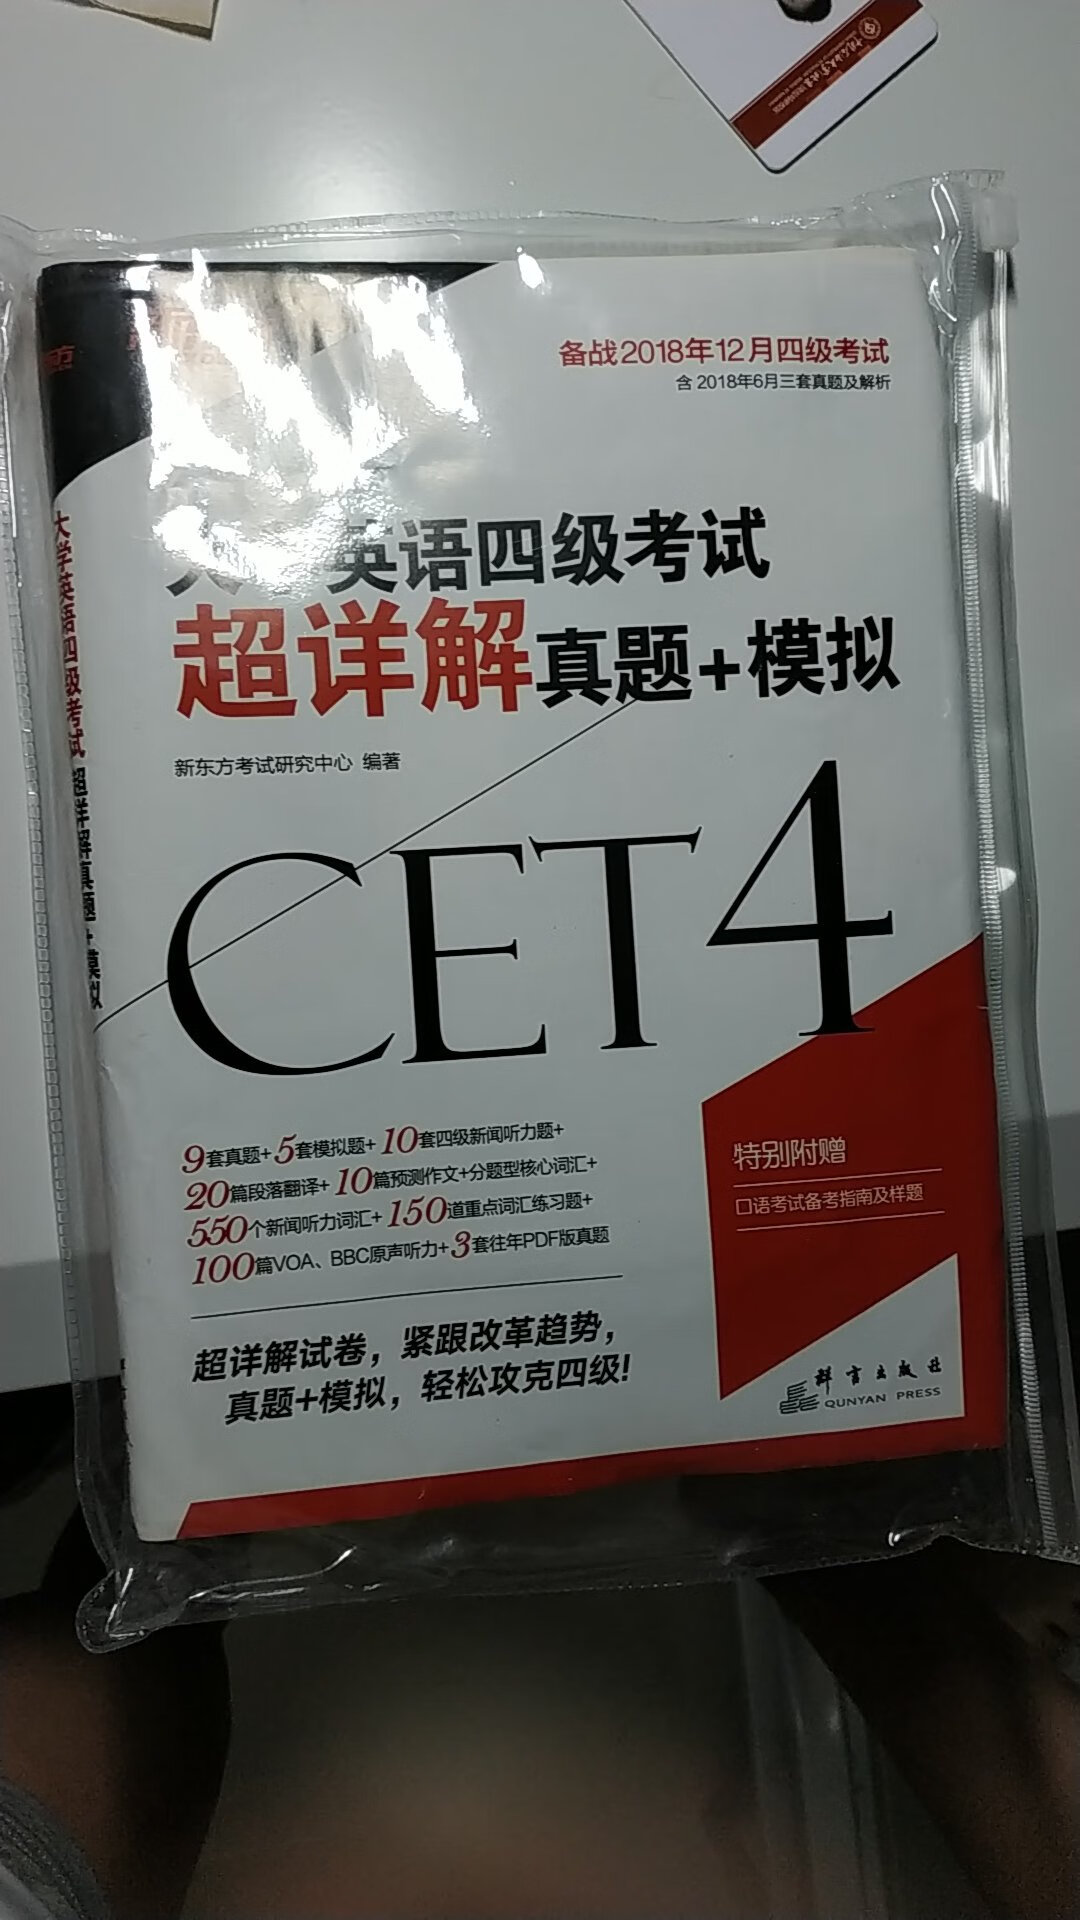 备战2018年12月四级考试
含 2018年6月三套真题及解析
英语四级考试
超详解真题+模拟
新东方考试研究中心 编著
CET4
9套真题+5套模拟题+10套四级新闻听力题+
20篇段落翻译+10篇预测作文+分题型核心词汇+
550个新闻听力词汇+150道重点词汇练习题+
100篇VOA、BBC原声听力+3套往年PDF版真题
超详解试卷，紧跟改革趋势，
真题+模拟，轻松攻克四级!
特别附赠
口语考试备考指南及样题
群言出版社
QUNYAN PRESS
大学英语四级考试 超详解真题+模拟